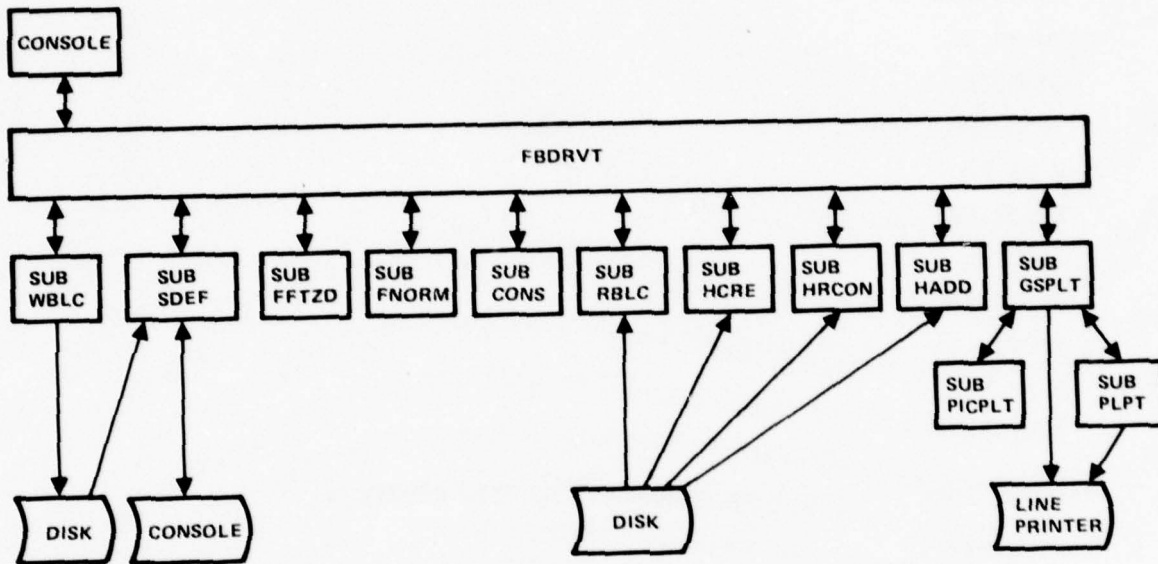 CONSOLE
FBDRVT
SUB
WBLC
SUB
SDEF
SUB
FFTZD
SUB
FNORM
SUB
CONS
SUB
RBLC
SUB
HCRE
SUB
HRCON
SUB
HADD
SUB
GSPLT
SUB
PICPLT
SUB
PLPT
DISK
CONSOLE
DISK
LINE
PRINTER